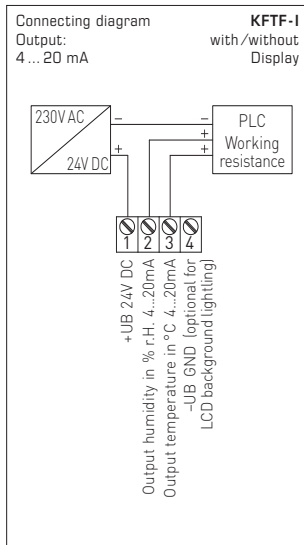 Connecting diagram
Output:
4 ... 20 mA
KFTF-I
with/without
Display
230V AC
24V DC
–
+
–
+
+
PLC
Working
resistance
1
2
3
4
+UB 24V DC
Output humidity in % r.H. 4...20mA
Output temperature in °C 4...20mA
–UB GND (optional for
LCD background lightling)